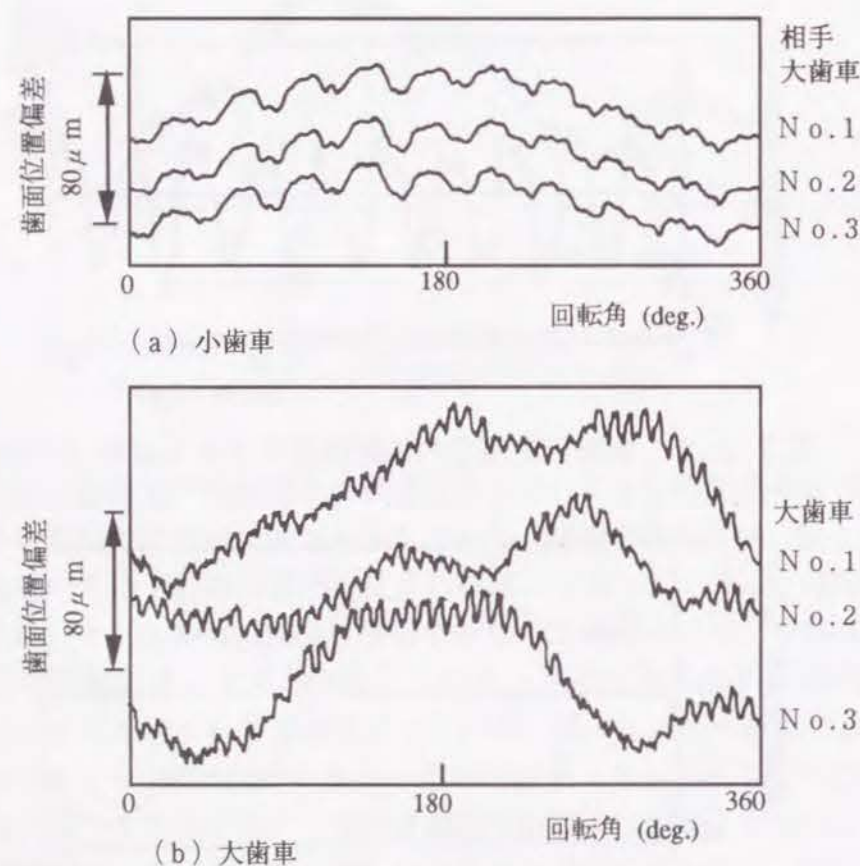 相手
大歯車
No.1
No.2
No.3
歯面位置偏差
80μm
0 180 360
回転角 (deg.)
(a) 小歯車
大歯車
No.1
No.2
No.3
歯面位置偏差
80μm
0 180 360
回転角 (deg.)
(b) 大歯車